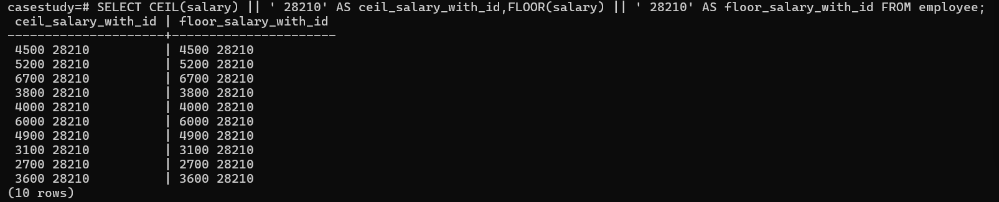 casestudy=# SELECT CEIL(salary) || ' 28210' AS ceil_salary_with_id,FLOOR(salary) || ' 28210' AS floor_salary_with_id FROM employee;
 ceil_salary_with_id | floor_salary_with_id
---------------------+----------------------
 4500 28210          | 4500 28210
 5200 28210          | 5200 28210
 6700 28210          | 6700 28210
 3800 28210          | 3800 28210
 4000 28210          | 4000 28210
 6000 28210          | 6000 28210
 4900 28210          | 4900 28210
 3100 28210          | 3100 28210
 2700 28210          | 2700 28210
 3600 28210          | 3600 28210
(10 rows)